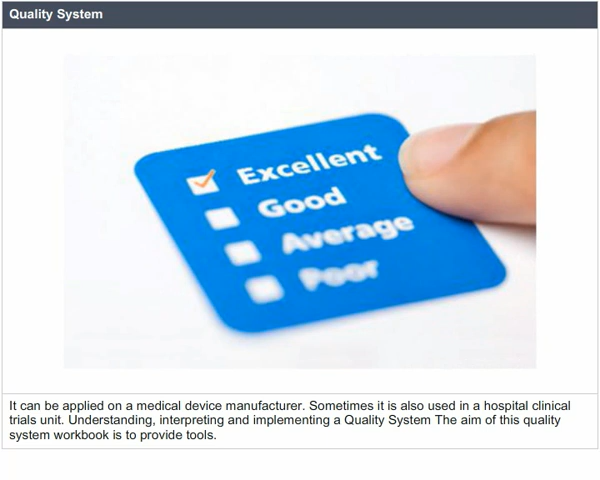 Quality System
Excellent
Good
Average
Poor
It can be applied on a medical device manufacturer. Sometimes it is also used in a hospital clinical
trials unit. Understanding, interpreting and implementing a Quality System The aim of this quality
system workbook is to provide tools.